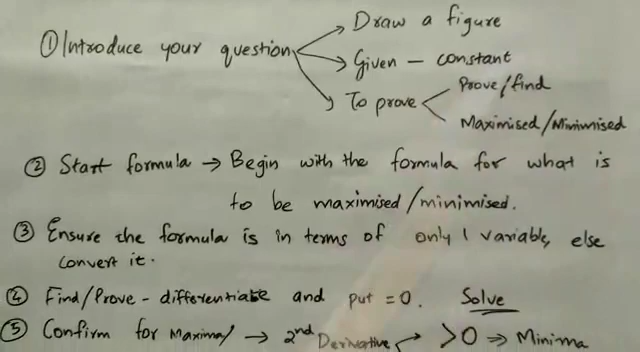 ① Introduce your question → Draw a figure
→ Given - constant
→ To prove < Prove/find
Maximised/Minimised
② Start formula → Begin with the formula for what is
to be maximised/minimised.
③ Ensure the formula is in terms of only 1 variable, else
convert it.
④ Find/Prove - differentiate and put = 0. Solve
⑤ Confirm for Maxima/ → 2nd Derivative → >0 ⇒ Minima